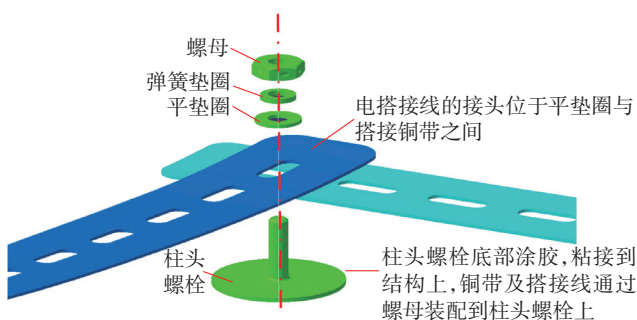 螺母
弹簧垫圈
平垫圈
电搭接线的接头位于平垫圈与
搭接铜带之间
柱头
螺栓
柱头螺栓底部涂胶,粘接到
结构上,铜带及搭接线通过
螺母装配到柱头螺栓上